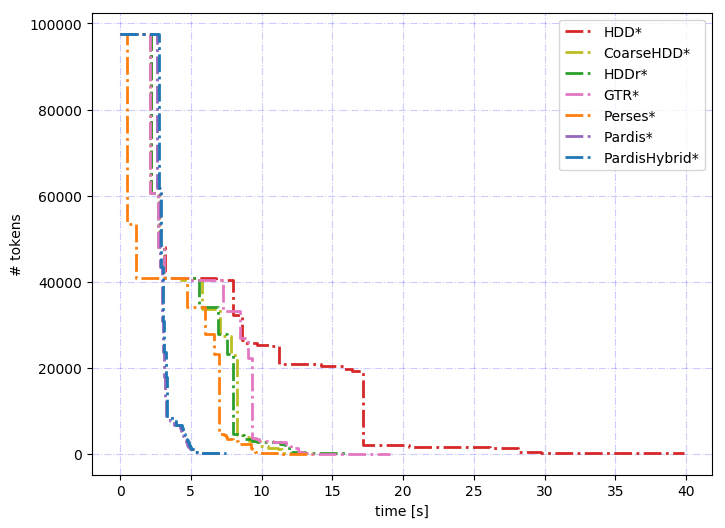 100000
80000
60000
40000
20000
0
# tokens
HDD*
CoarseHDD*
HDDr*
GTR*
Perses*
Pardis*
PardisHybrid*
0 5 10 15 20 25 30 35 40
time [s]